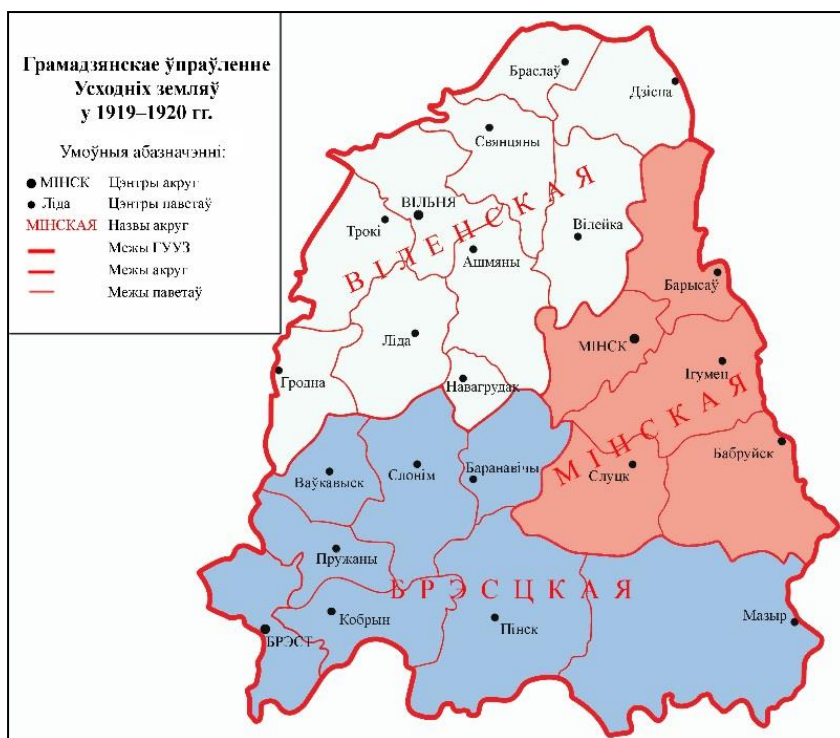 Грамадзянскае ўпраўленне
Усходніх земляў
у 1919–1920 гг.
Умоўныя абазначэнні:
МІНСК Цэнтры акруг
Ліда Цэнтры паветаў
МІНСКАЯ Назвы акруг
Межы ГУУЗ
Межы акруг
Межы паветаў
Браслаў
Дзісна
Свянцяны
ВІЛЬНЯ
Трокі
Вілейка
Ашмяны
ВІЛЕНСКАЯ
Барысаў
Ліда
МІНСК
Ігумен
Гродна
Навагрудак
МІНСКАЯ
Бабруйск
Ваўкавыск
Слонім
Баранавічы
Слуцк
Пружаны
БРЭСЦКАЯ
Кобрын
Пінск
Мазыр
БРЭСТ